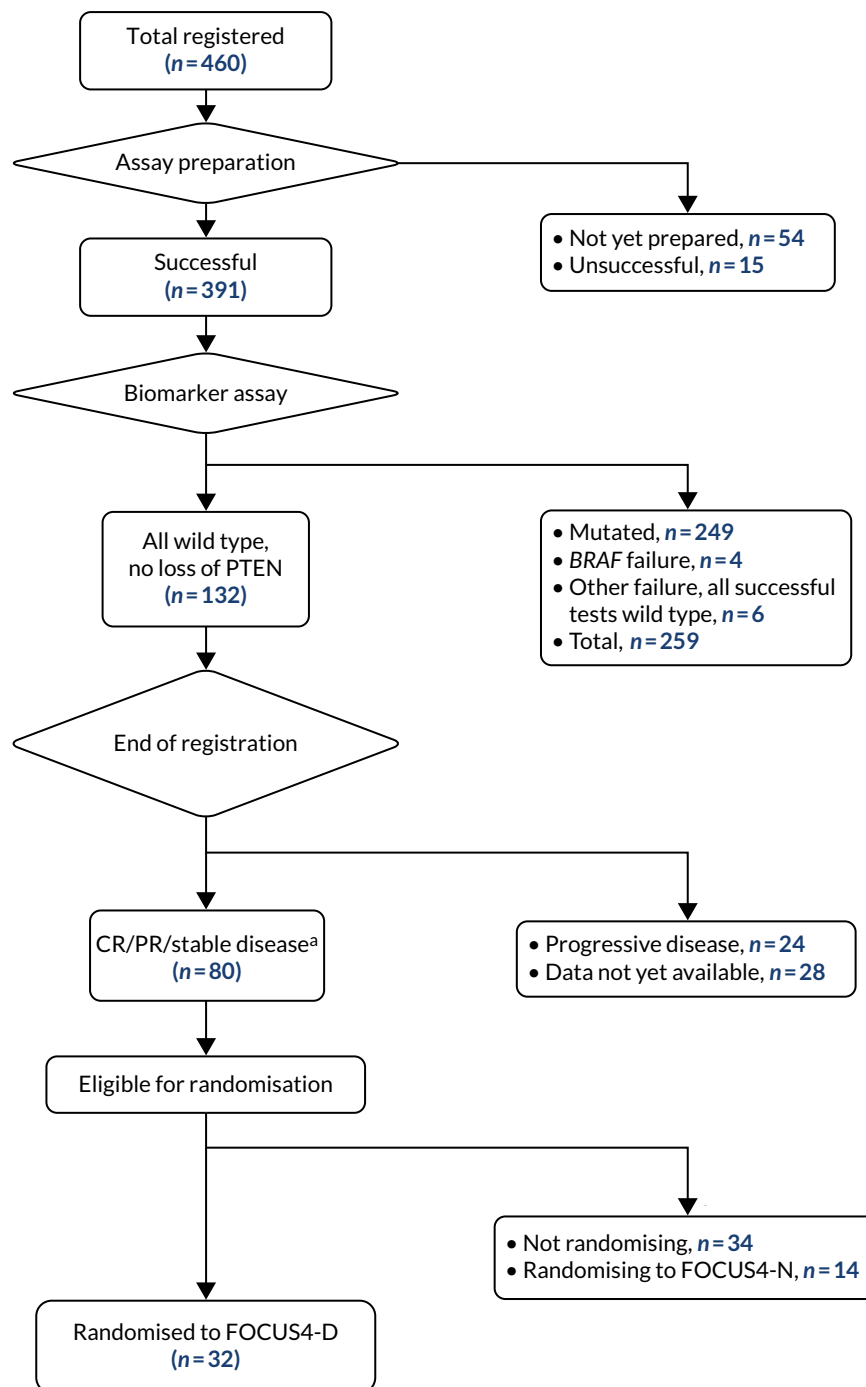 Total registered
(n=460)
Assay preparation
• Not yet prepared, n=54
• Unsuccessful, n=15
Successful
(n=391)
Biomarker assay
All wild type,
no loss of PTEN
(n=132)
• Mutated, n=249
• BRAF failure, n=4
• Other failure, all successful
tests wild type, n=6
• Total, n=259
End of registration
CR/PR/stable diseaseᵃ
(n=80)
• Progressive disease, n=24
• Data not yet available, n=28
Eligible for randomisation
• Not randomising, n=34
• Randomising to FOCUS4-N, n=14
Randomised to FOCUS4-D
(n=32)